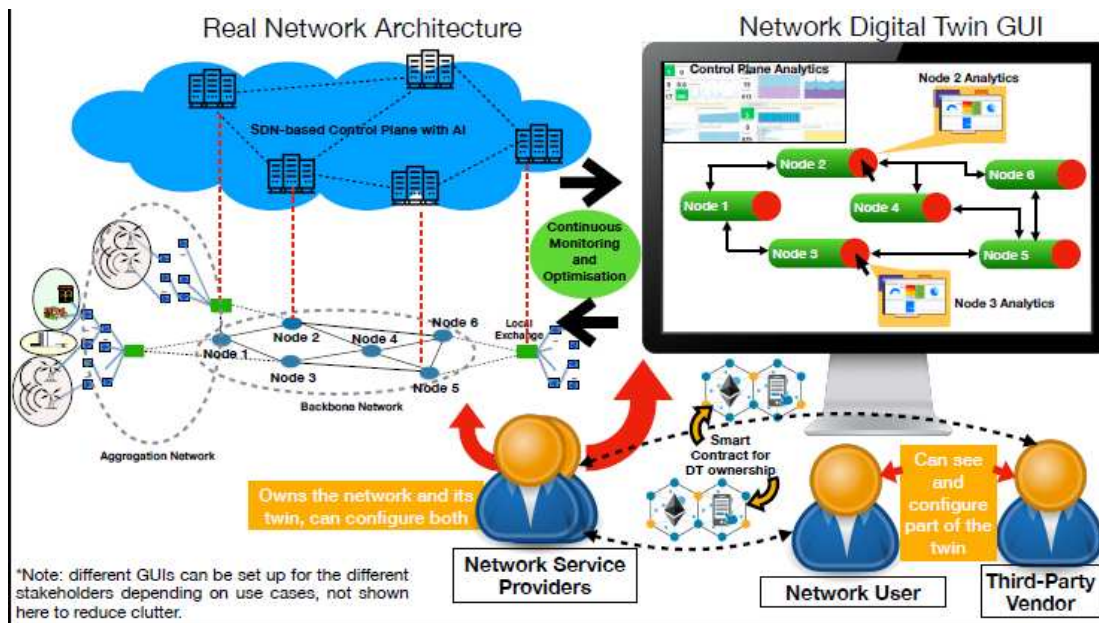 Real Network Architecture
Network Digital Twin GUI
SDN-based Control Plane with AI
Control Plane Analytics
Node 2 Analytics
Node 2
Node 6
Node 1
Node 4
Node 3
Node 5
Node 3 Analytics
Continuous
Monitoring
and
Optimisation
Node 6
Local
Exchange
Node 2
Node 4
Node 1
Node 3
Node 5
Backbone Network
Aggregation Network
Smart
Contract for
DT ownership
Owns the network and its
twin, can configure both
Can see
and
configure
part of the
twin
Network Service
Providers
Network User
Third-Party
Vendor
*Note: different GUIs can be set up for the different
stakeholders depending on use cases, not shown
here to reduce clutter.